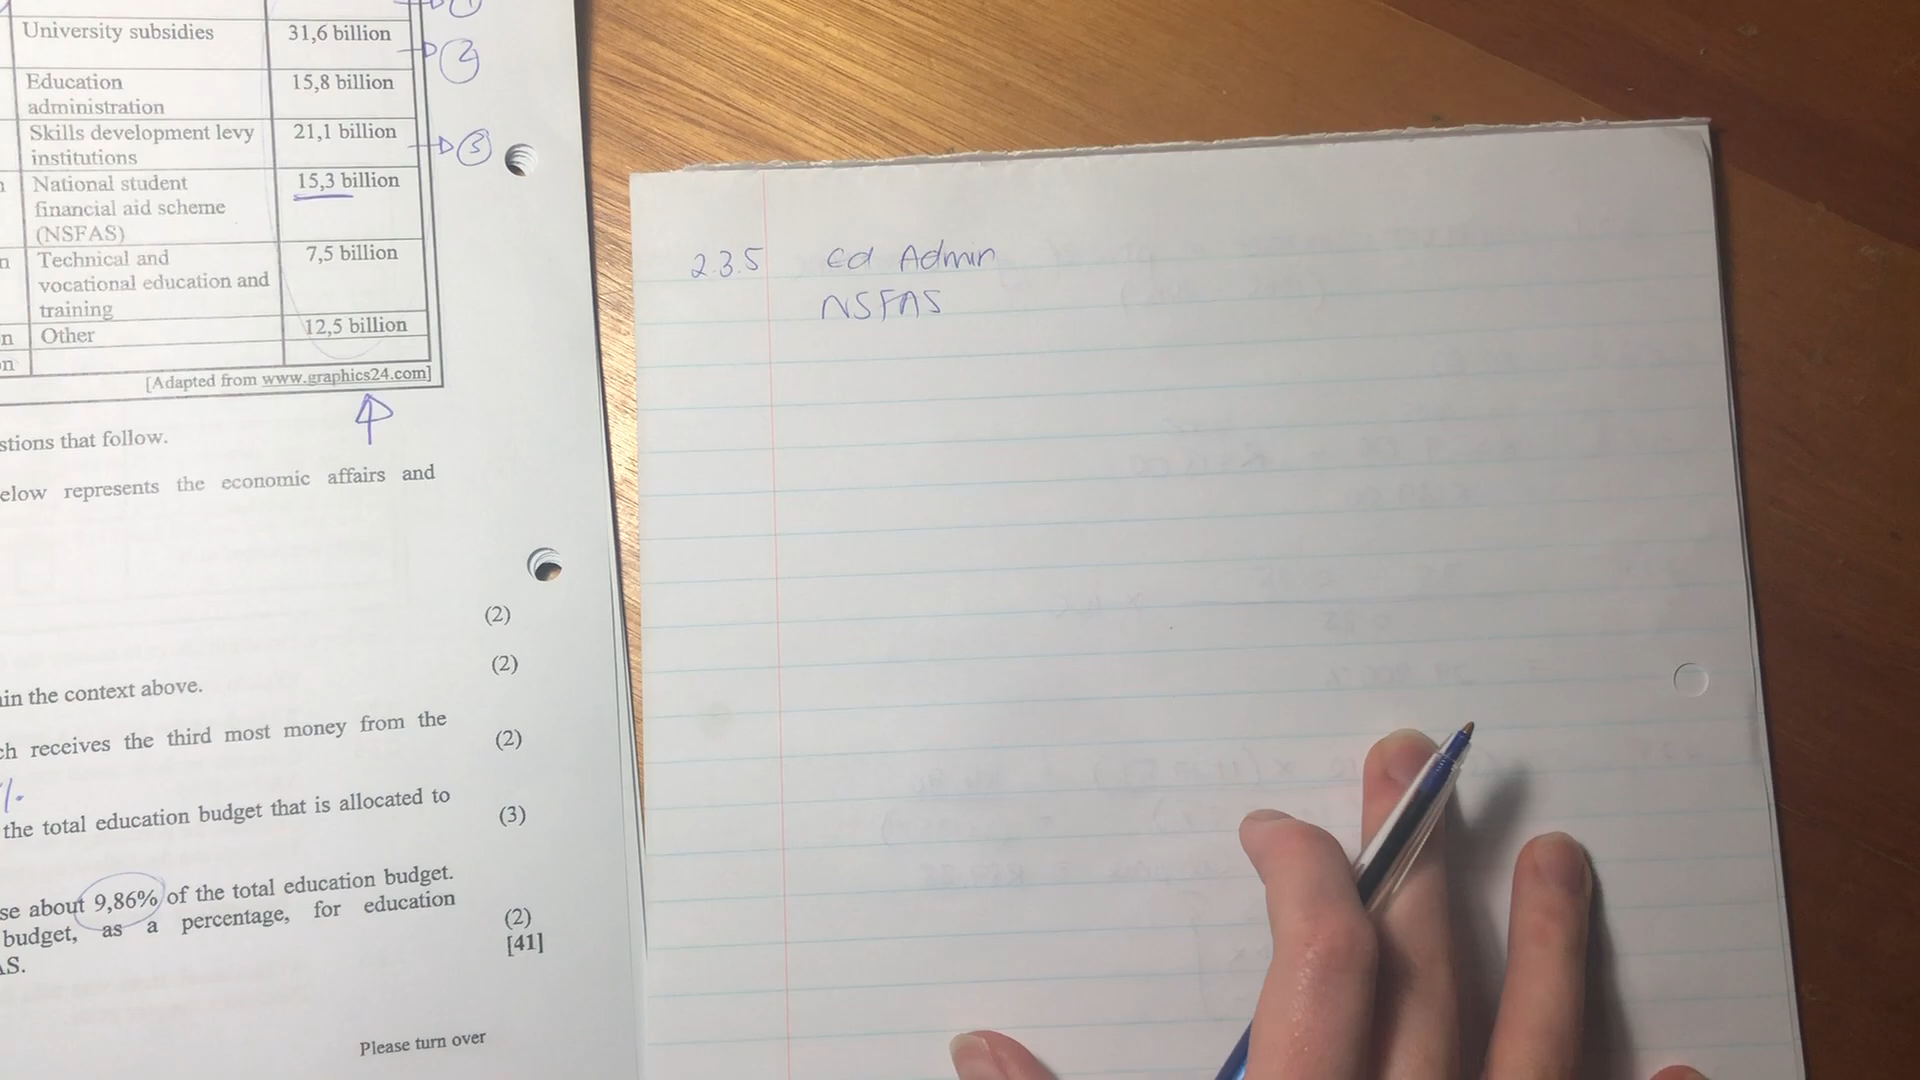 University subsidies 31,6 billion
2
Education 15,8 billion
administration
Skills development levy 21,1 billion
institutions
3
National student 15,3 billion
financial aid scheme
(NSFAS)
Technical and 7,5 billion
vocational education and
training
Other 12,5 billion
[Adapted from www.graphics24.com]
stions that follow.
elow represents the economic affairs and
(2)
(2)
in the context above.
ch receives the third most money from the
(2)
%.
the total education budget that is allocated to
(3)
se about 9,86% of the total education budget.
budget, as a percentage, for education
(2)
AS.
[41]
Please turn over
2.3.5 Ed Admin
NSFAS